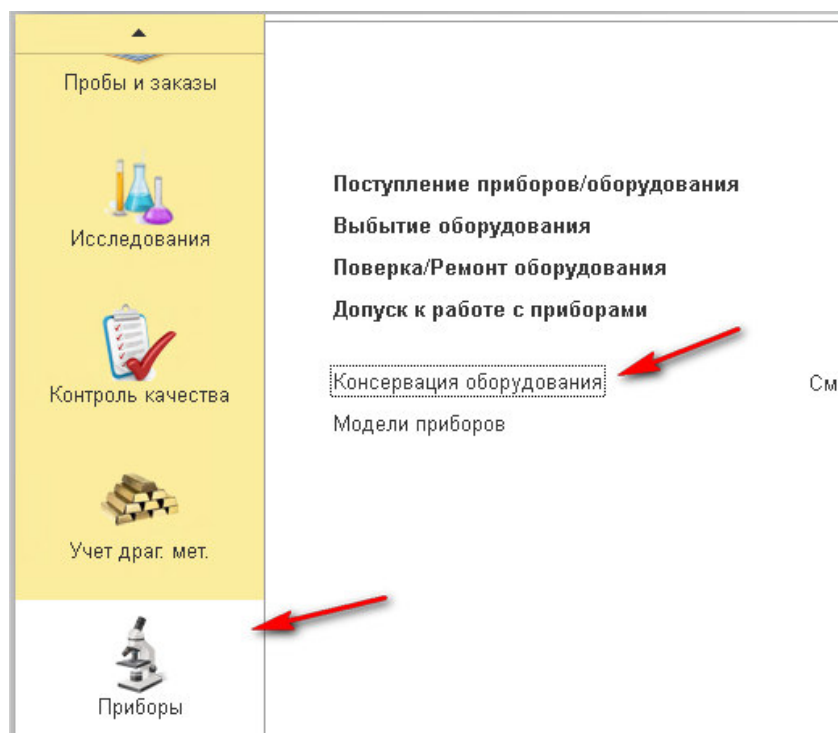 Пробы и заказы
Исследования
Контроль качества
Учет драг. мет.
Приборы
Поступление приборов/оборудования
Выбытие оборудования
Поверка/Ремонт оборудования
Допуск к работе с приборами
Консервация оборудования
См
Модели приборов